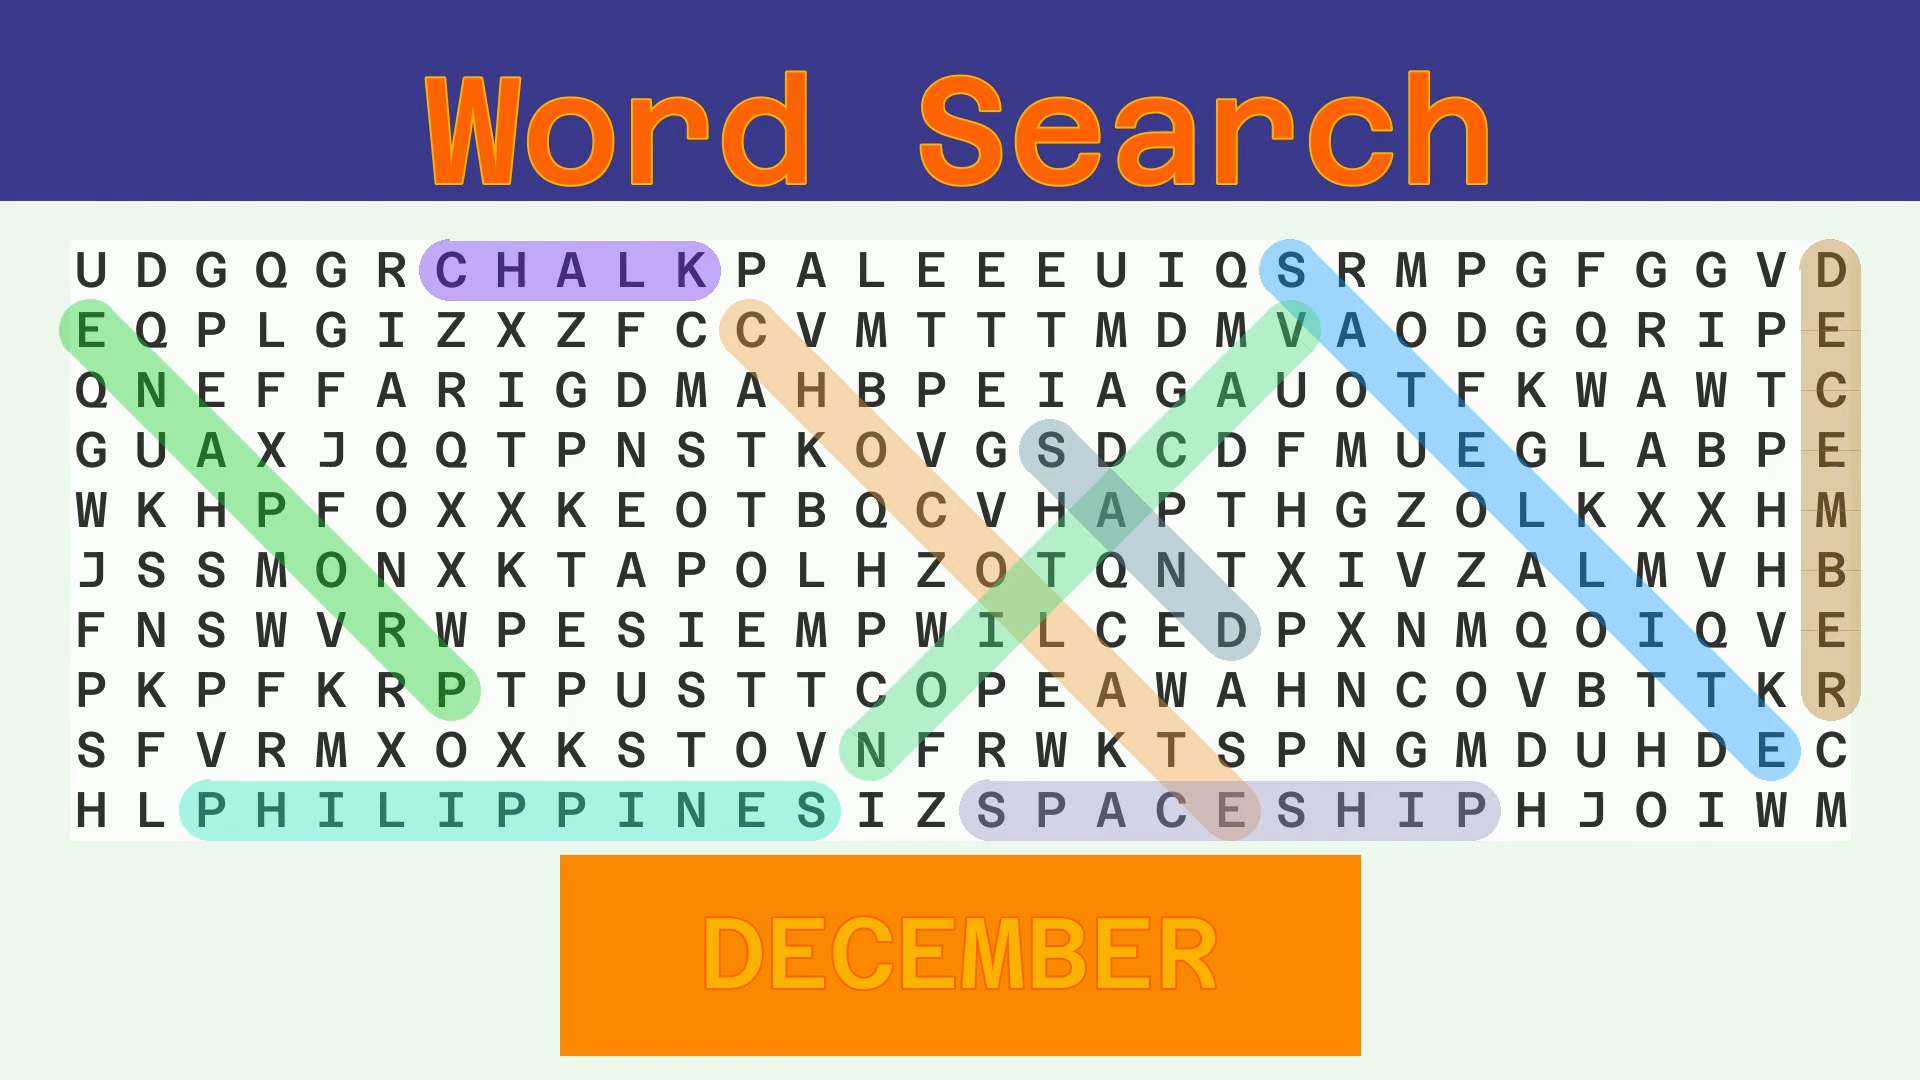 Word Search
U D G Q G R C H A L K P A L E E E U I Q S R M P G F G G V D
E Q P L G I Z X Z F C C V M T T T M D M V A O D G Q R I P E
Q N E F F A R I G D M A H B P E I A G A U O T F K W A W T C
G U A X J Q Q T P N S T K O V G S D C D F M U E G L A B P E
W K H P F O X X K E O T B Q C V H A P T H G Z O L K X X H M
J S S M O N X K T A P O L H Z O T Q N T X I V Z A L M V H B
F N S W V R W P E S I E M P W I L C E D P X N M Q O I Q V E
P K P F K R P T P U S T T C O P E A W A H N C O V B T T K R
S F V R M X O X K S T O V N F R W K T S P N G M D U H D E C
H L P H I L I P P I N E S I Z S P A C E S H I P H J O I W M
DECEMBER